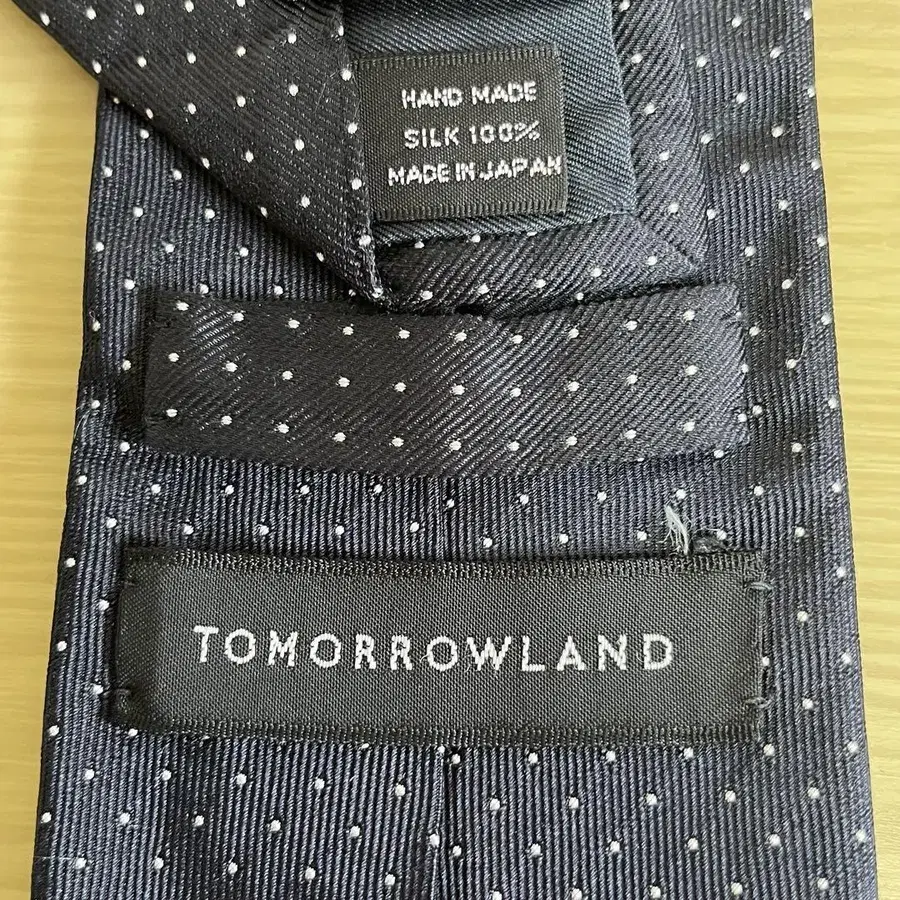 HAND MADE
SILK 100%
MADE IN JAPAN
TOMORROWLAND